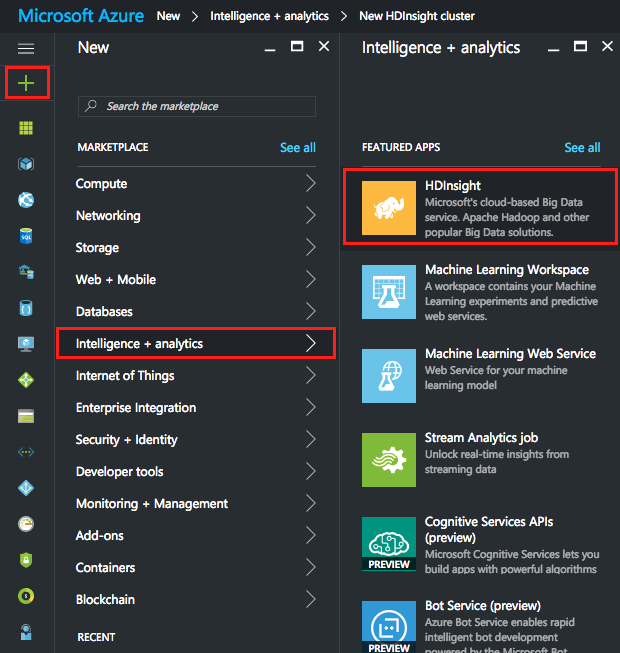 Microsoft Azure New > Intelligence + analytics > New HDInsight cluster
New
Search the marketplace
MARKETPLACE See all
Compute
Networking
Storage
Web + Mobile
Databases
Intelligence + analytics
Internet of Things
Enterprise Integration
Security + Identity
Developer tools
Monitoring + Management
Add-ons
Containers
Blockchain
RECENT
Intelligence + analytics
FEATURED APPS See all
HDInsight
Microsoft's cloud-based Big Data
service. Apache Hadoop and other
popular Big Data solutions.
Machine Learning Workspace
A workspace contains your Machine
Learning experiments and predictive
web services.
Machine Learning Web Service
Web Service for your machine
learning model
Stream Analytics job
Unlock real-time insights from
streaming data
Cognitive Services APIs
(preview)
Microsoft Cognitive Services lets you
build apps with powerful algorithms
PREVIEW
Bot Service (preview)
Azure Bot Service enables rapid
intelligent bot development
powered by the Microsoft Bot
PREVIEW
SQL